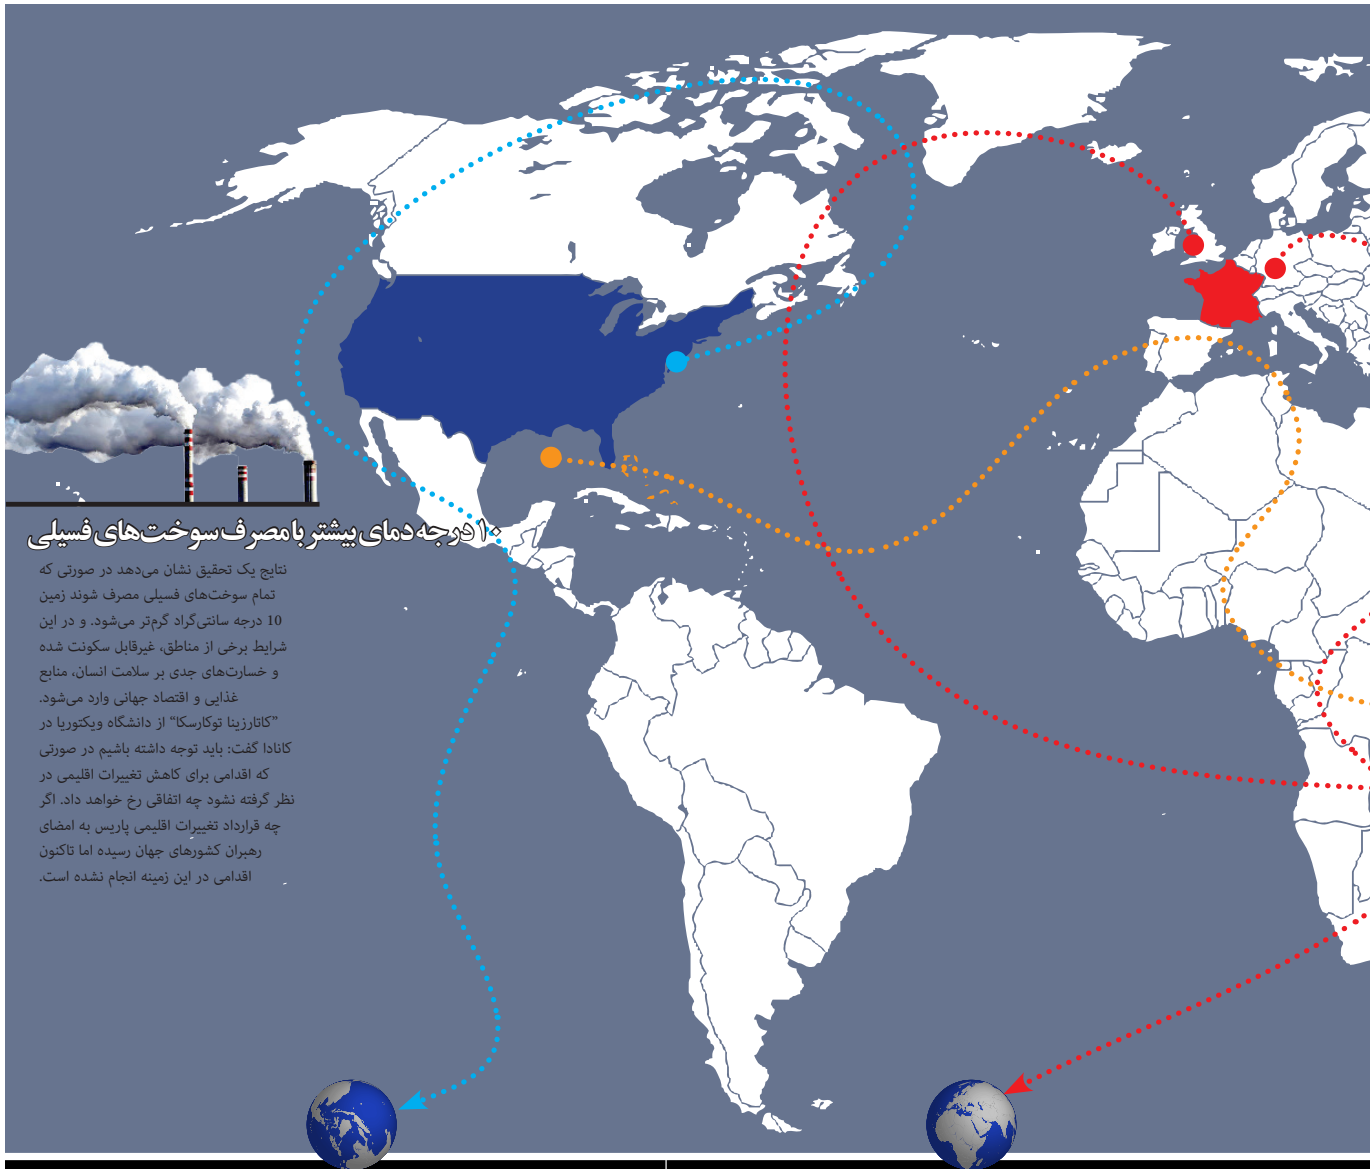 ۱۰ درجه دمای بیشتر با مصرف سوخت‌های فسیلی
نتایج یک تحقیق نشان می‌دهد در صورتی که
تمام سوخت‌های فسیلی مصرف شوند زمین
10 درجه سانتی‌گراد گرم‌تر می‌شود. و در این
شرایط برخی از مناطق، غیرقابل سکونت شده
و خسارت‌های جدی بر سلامت انسان، منابع
غذایی و اقتصاد جهانی وارد می‌شود.
”کاتارزینا توکارسکا“ از دانشگاه ویکتوریا در
کانادا گفت: باید توجه داشته باشیم در صورتی
که اقدامی برای کاهش تغییرات اقلیمی در
نظر گرفته نشود چه اتفاقی رخ خواهد داد. اگر
چه قرارداد تغییرات اقلیمی پاریس به امضای
رهبران کشورهای جهان رسیده اما تاکنون
اقدامی در این زمینه انجام نشده است.